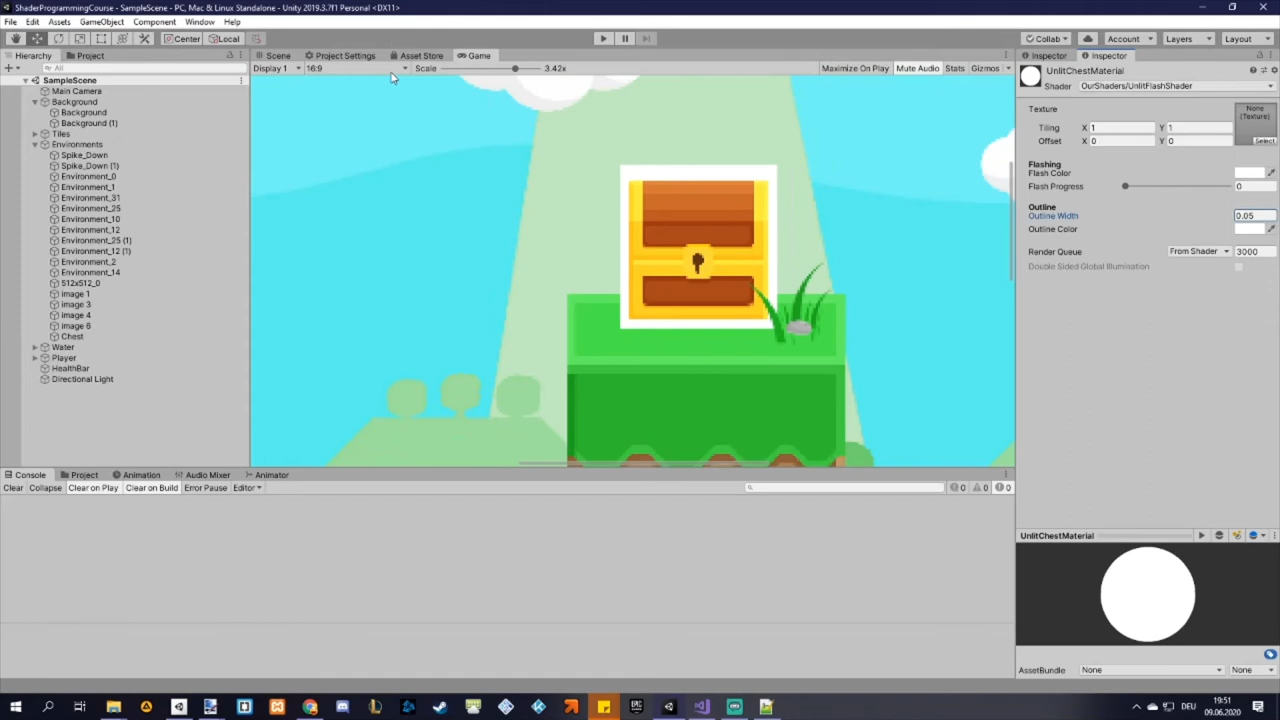 ShaderProgrammingCourse - SampleScene - PC, Mac & Linux Standalone - Unity 2019.3.7f1 Personal <DX11>
File Edit Assets GameObject Component Window Help
Center Local Collab Account Layers Layout
Hierarchy Project Scene Project Settings Asset Store Game Inspector Inspector
All Display 1 16:9 Scale 3.42x Maximize On Play Mute Audio Stats Gizmos
SampleScene
Main Camera
Background
Background
Background (1)
Tiles
Environments
Spike_Down
Spike_Down (1)
Environment_0
Environment_1
Environment_31
Environment_25
Environment_10
Environment_12
Environment_25 (1)
Environment_12 (1)
Environment_2
Environment_14
512x512_0
image 1
image 3
image 4
image 6
Chest
Water
Player
HealthBar
Directional Light
UnlitChestMaterial
Shader OurShaders/UnlitFlashShader
Texture None
(Texture)
Tiling X 1 Y 1
Offset X 0 Y 0 Select
Flashing
Flash Color
Flash Progress 0
Outline
Outline Width 0.05
Outline Color
Render Queue From Shader 3000
Double Sided Global Illumination
Console Project Animation Audio Mixer Animator
Clear Collapse Clear on Play Clear on Build Error Pause Editor 0 0 0
UnlitChestMaterial
AssetBundle None None
DEU
19:51
09.06.2020